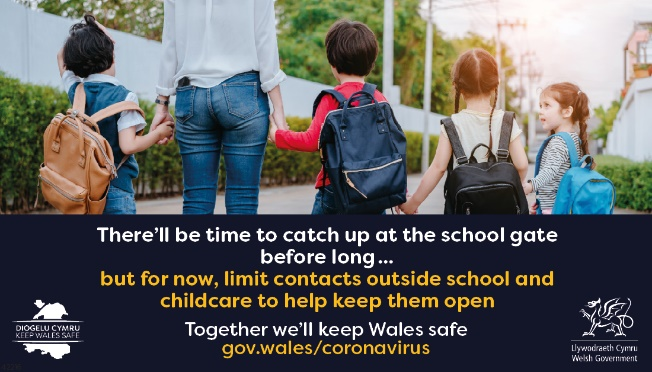 There'll be time to catch up at the school gate
before long...
but for now, limit contacts outside school and
childcare to help keep them open
Together we'll keep Wales safe
gov.wales/coronavirus
DIOGELU CYMRU
KEEP WALES SAFE
Llywodraeth Cymru
Welsh Government